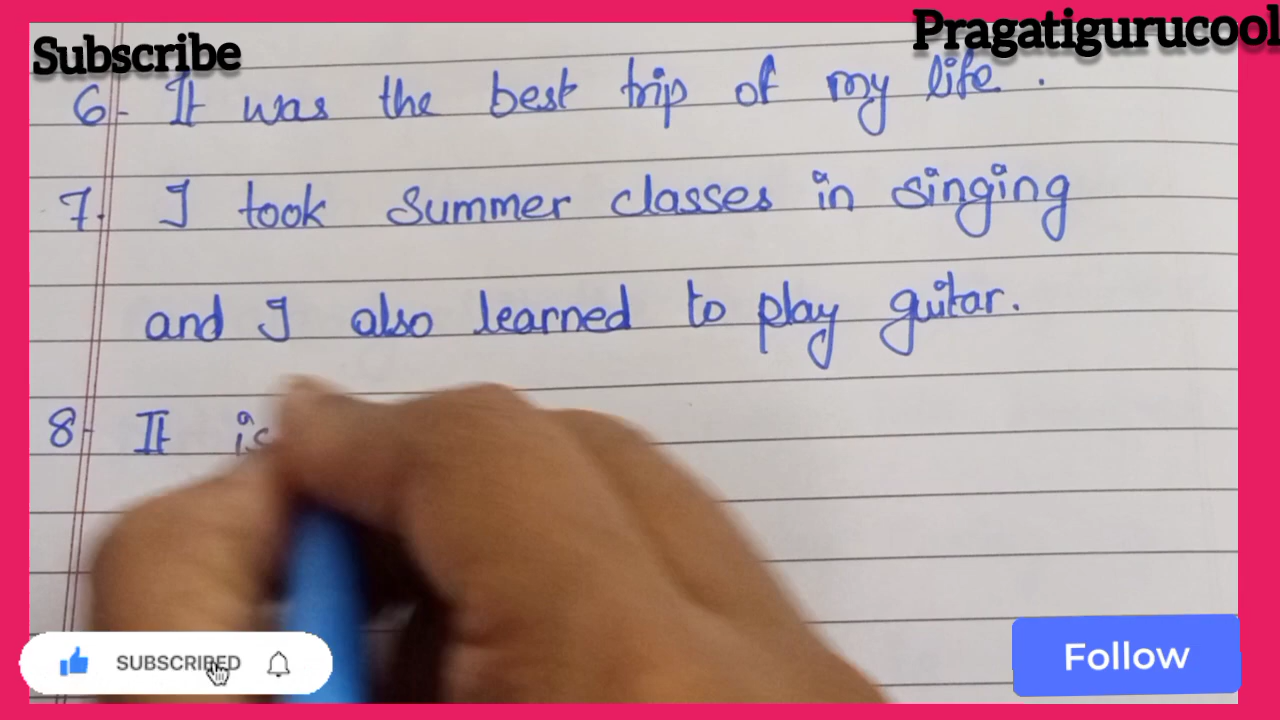 Subscribe
Pragatigurucool
6- It was the best trip of my life.
7. I took Summer classes in singing
and I also learned to play guitar.
8- It is
SUBSCRIBED
Follow